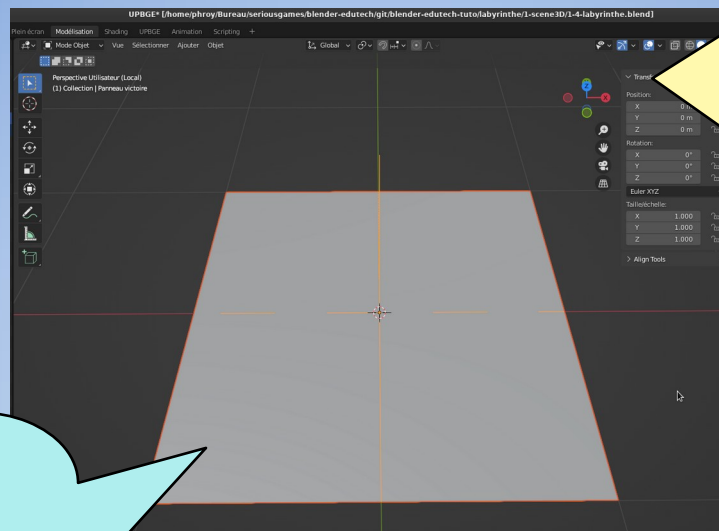 UPBGE* [/home/phroy/Bureau/seriousgames/blender-edutech/git/blender-edutech-tuto/labyrinthe/1-scene3D/1-4-labyrinthe.blend]
Plein écran Modélisation Shading UPBGE Animation Scripting +
Mode Objet Vue Sélectionner Ajouter Objet Global
Perspective Utilisateur (Local)
(1) Collection | Panneau victoire
Z
X
Position:
X 0 m
Y 0 m
Z 0 m
Rotation:
X 0°
Y 0°
Z 0°
Euler XYZ
Taille/échelle:
X 1.000
Y 1.000
Z 1.000
> Align Tools